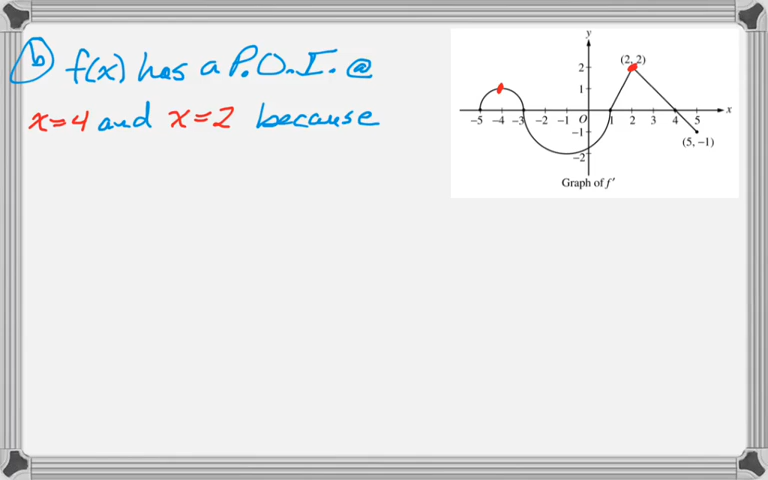 b f(x) has a P.O.I. @
x=4 and x=2 because
y
(2, 2)
2
1
-5 -4 -3 -2 -1 O 1 2 3 4 5 x
-1
(5, -1)
-2
Graph of f'